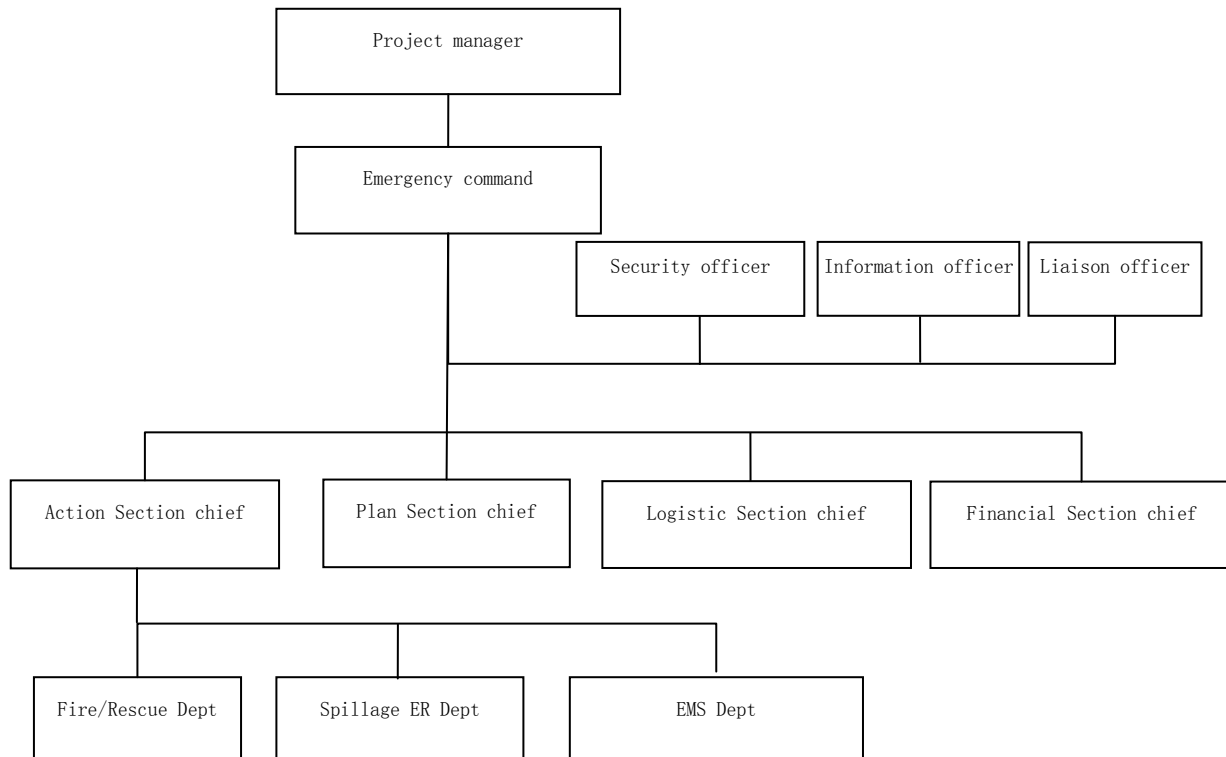 Project manager
Emergency command
Security officer
Information officer
Liaison officer
Action Section chief
Plan Section chief
Logistic Section chief
Financial Section chief
Fire/Rescue Dept
Spillage ER Dept
EMS Dept